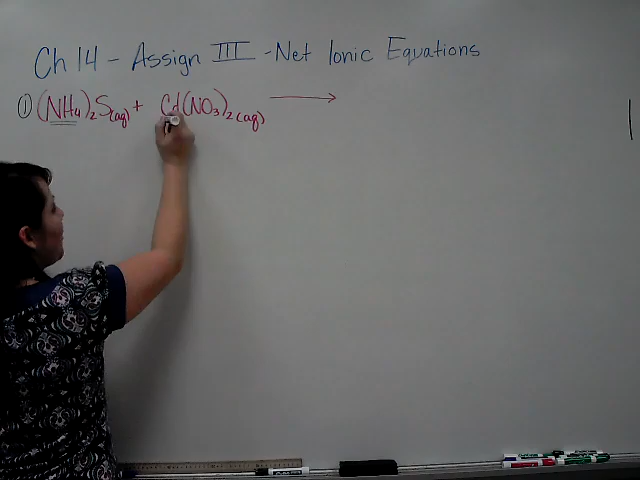 Ch 14 - Assign III - Net Ionic Equations
① (NH₄)₂S(aq) + Cd(NO₃)₂(aq) →